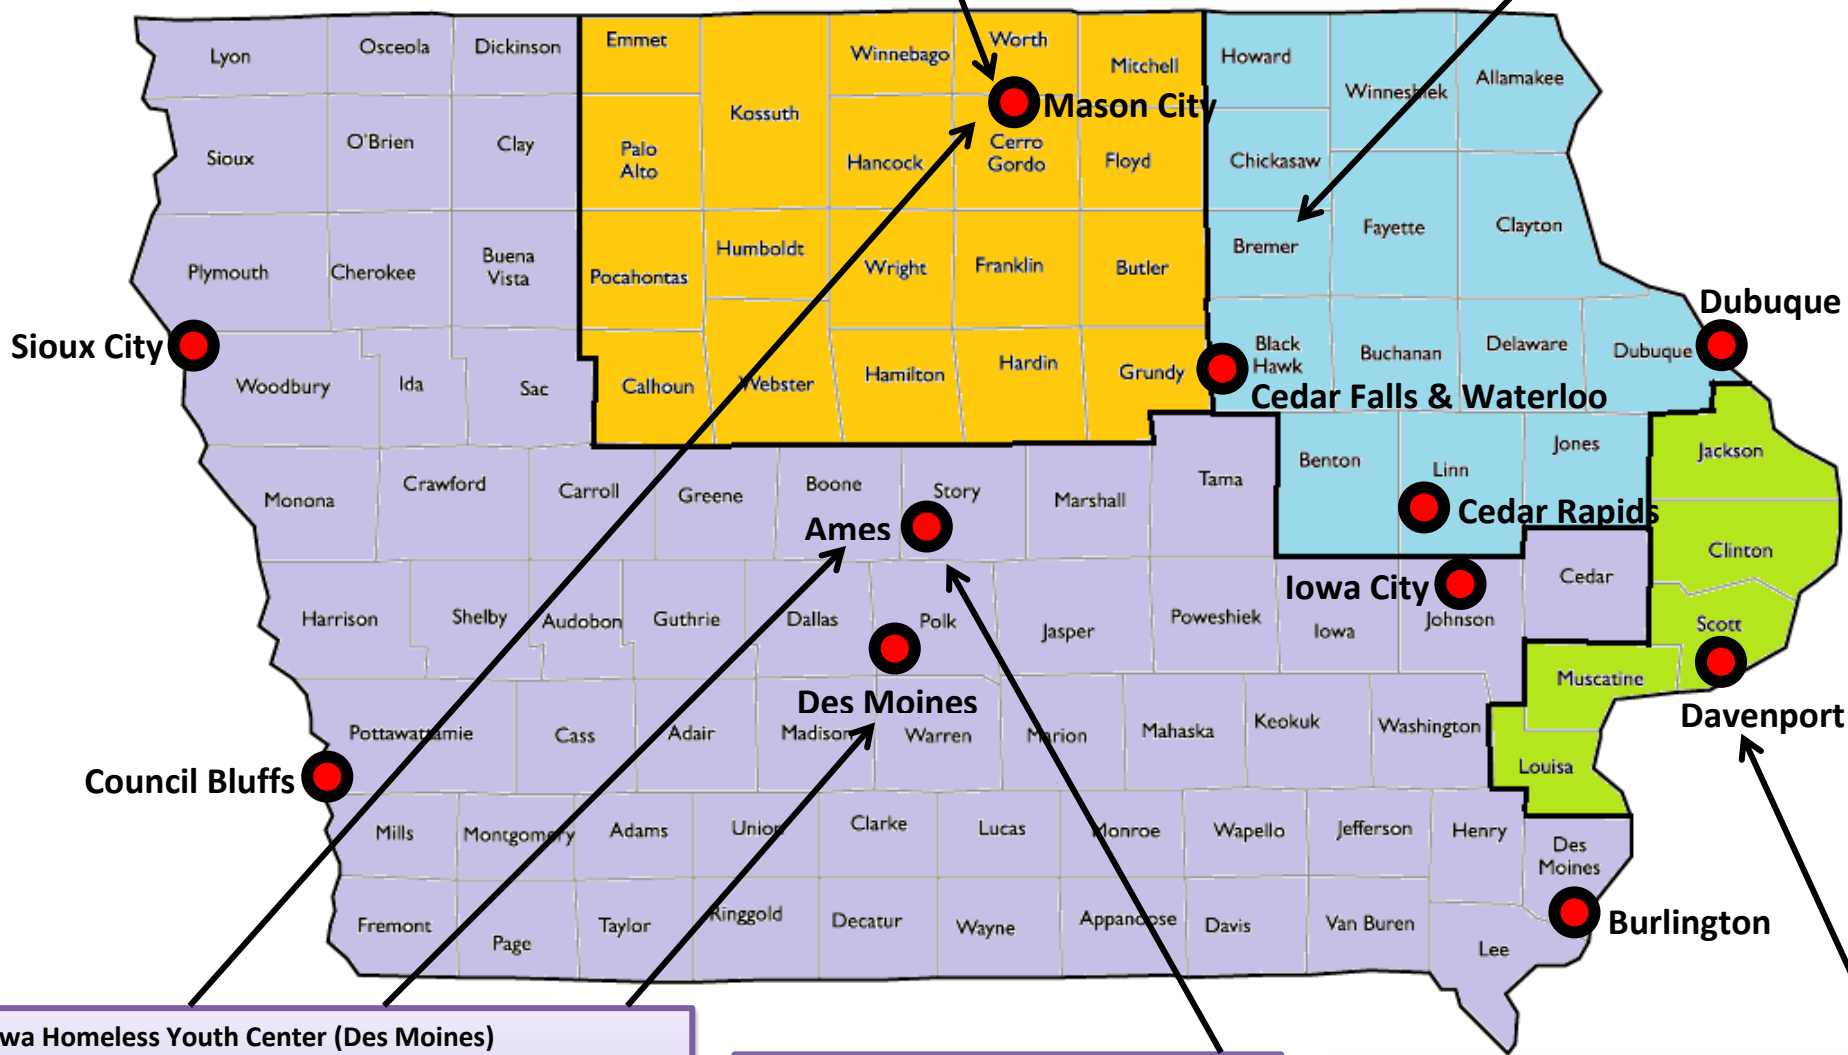 Lyon
Osceola
Dickinson
Emmet
Winnebago
Worth
Mitchell
Howard
Winneshiek
Allamakee
Kossuth
Mason City
Sioux
O'Brien
Clay
Palo
Alto
Hancock
Cerro
Gordo
Floyd
Chickasaw
Plymouth
Cherokee
Buena
Vista
Pocahontas
Humboldt
Wright
Franklin
Butler
Bremer
Fayette
Clayton
Dubuque
Sioux City
Woodbury
Ida
Sac
Calhoun
Webster
Hamilton
Hardin
Grundy
Black
Hawk
Buchanan
Delaware
Dubuque
Cedar Falls & Waterloo
Monona
Crawford
Carroll
Greene
Boone
Story
Marshall
Tama
Benton
Linn
Jones
Jackson
Ames
Cedar Rapids
Clinton
Iowa City
Cedar
Harrison
Shelby
Audobon
Guthrie
Dallas
Polk
Jasper
Poweshiek
Iowa
Johnson
Scott
Des Moines
Muscatine
Davenport
Pottawattamie
Cass
Adair
Madison
Warren
Marion
Mahaska
Keokuk
Washington
Louisa
Council Bluffs
Mills
Montgomery
Adams
Union
Clarke
Lucas
Monroe
Wapello
Jefferson
Henry
Des
Moines
Fremont
Page
Taylor
Ringgold
Decatur
Wayne
Appanoose
Davis
Van Buren
Lee
Burlington
wa Homeless Youth Center (Des Moines)